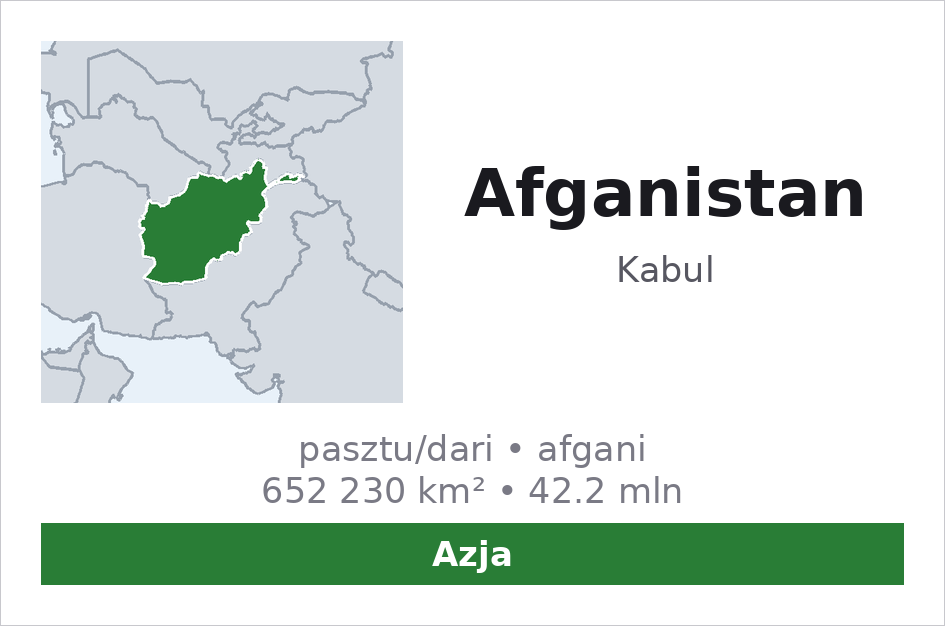 Afganistan
Kabul
pasztu/dari • afgani
652 230 km² • 42.2 mln
Azja